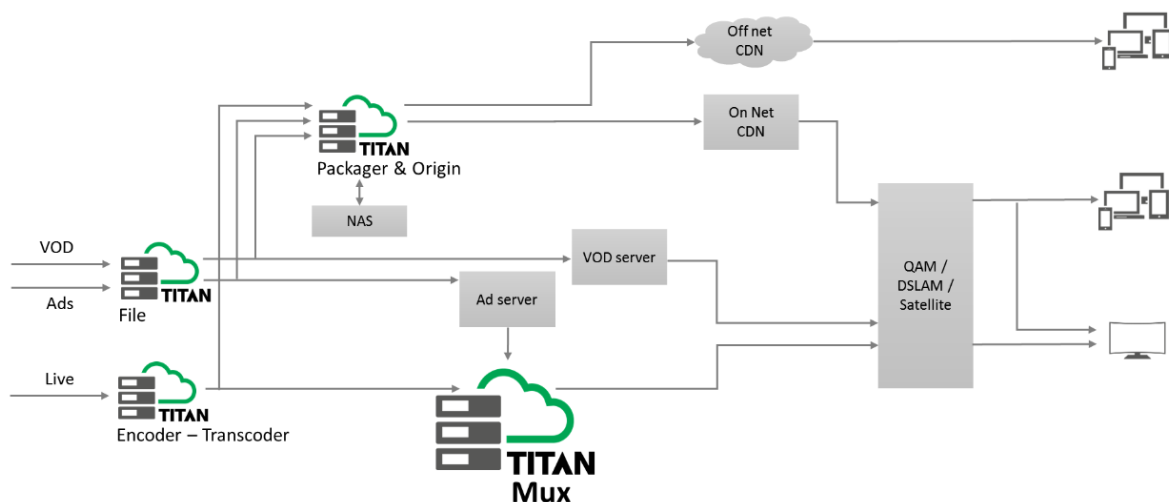 Off net
CDN
On Net
CDN
TITAN
Packager & Origin
NAS
VOD
Ads
TITAN
File
VOD server
Ad server
QAM /
DSLAM /
Satellite
Live
TITAN
Encoder – Transcoder
TITAN
Mux